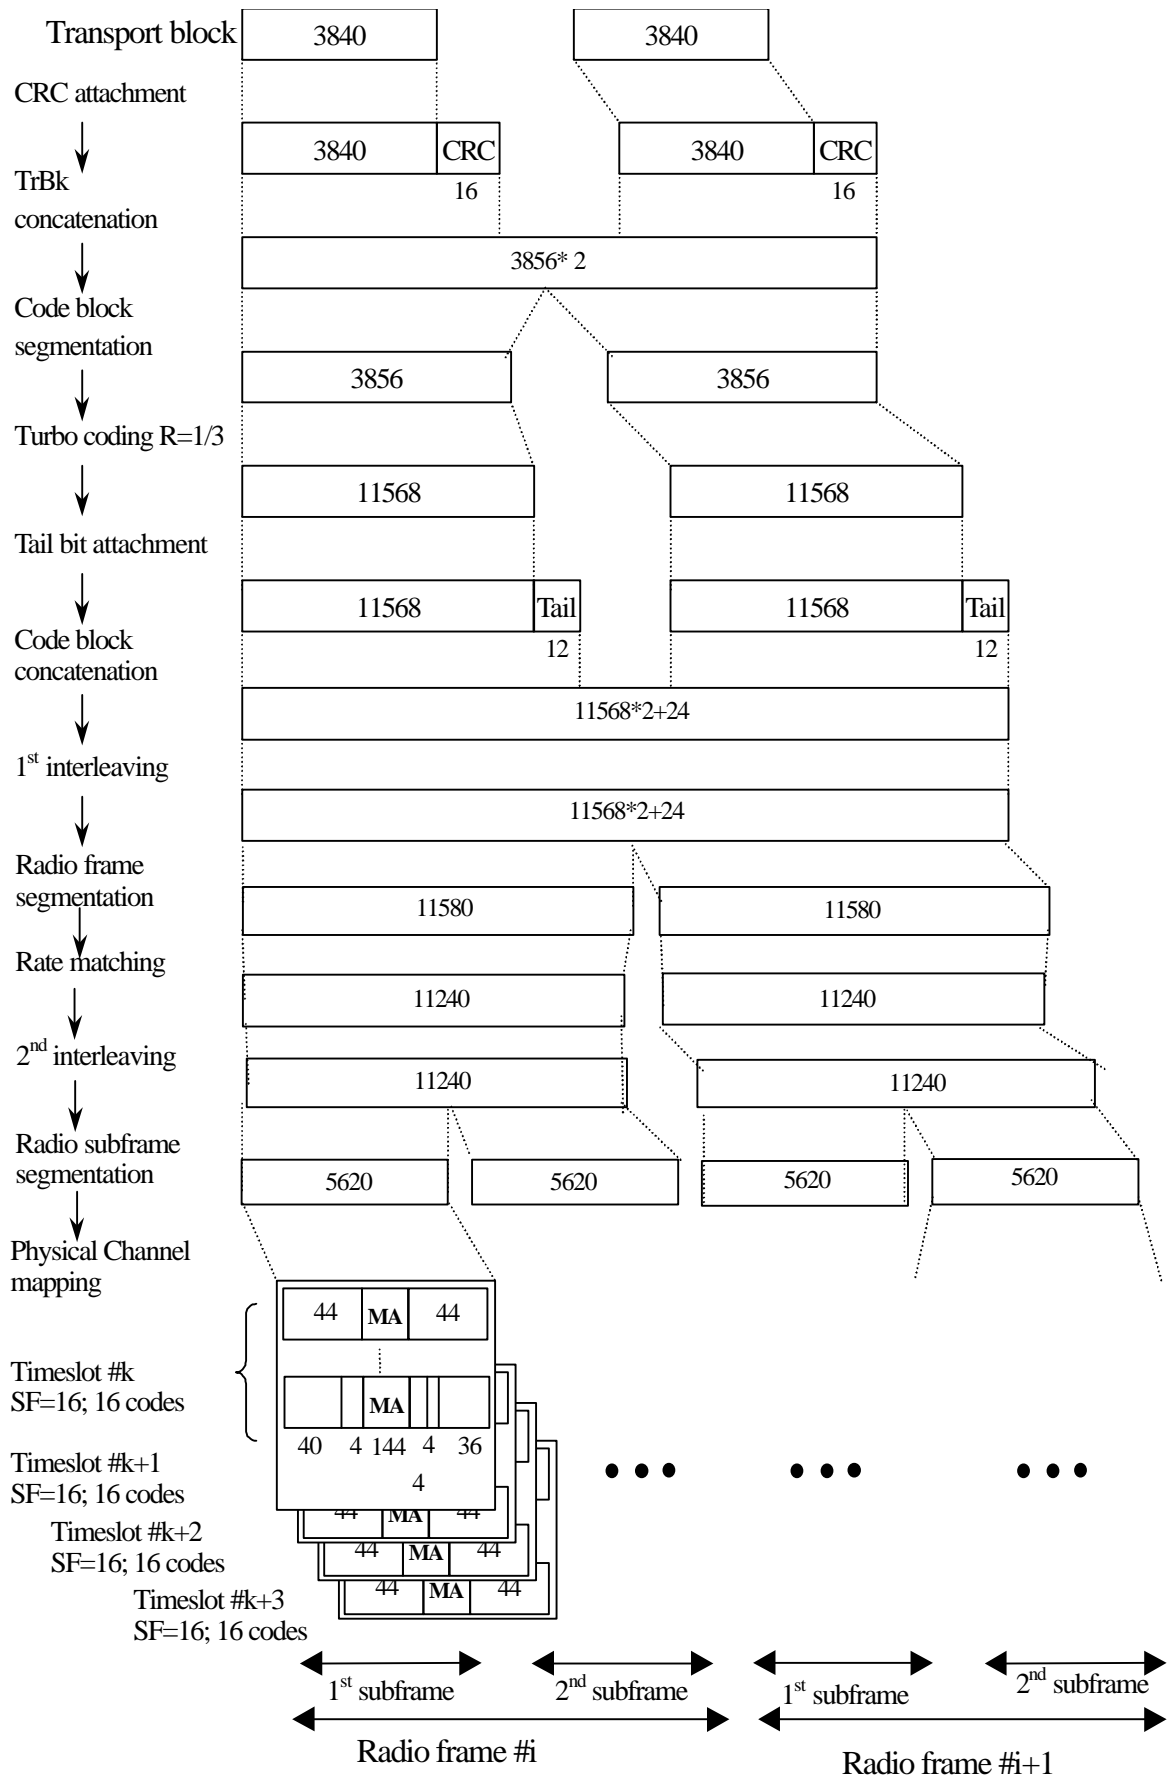 Transport block
3840
3840
CRC attachment
3840
CRC
3840
CRC
16
16
TrBk
concatenation
3856* 2
Code block
segmentation
3856
3856
Turbo coding R=1/3
11568
11568
Tail bit attachment
11568
Tail
11568
Tail
12
12
Code block
concatenation
11568*2+24
1st interleaving
11568*2+24
Radio frame
segmentation
11580
11580
Rate matching
11240
11240
2nd interleaving
11240
11240
Radio subframe
segmentation
5620
5620
5620
5620
Physical Channel
mapping
44
MA
44
Timeslot #k
SF=16; 16 codes
MA
40
4
144
4
36
4
Timeslot #k+1
SF=16; 16 codes
44
MA
44
Timeslot #k+2
SF=16; 16 codes
44
MA
44
Timeslot #k+3
SF=16; 16 codes
44
MA
44
1st subframe
2nd subframe
1st subframe
2nd subframe
Radio frame #i
Radio frame #i+1